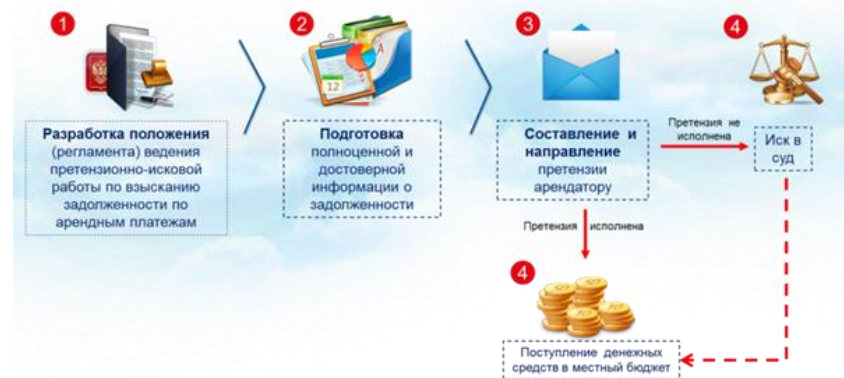 1
Разработка положения
(регламента) ведения
претензионно-исковой
работы по взысканию
задолженности по
арендным платежам
2
12
A
Подготовка
полноценной и
достоверной
информации о
задолженности
3
Составление и
направление
претензии
арендатору
Претензия не
исполнена
4
Иск в
суд
Претензия исполнена
4
Поступление денежных
средств в местный бюджет